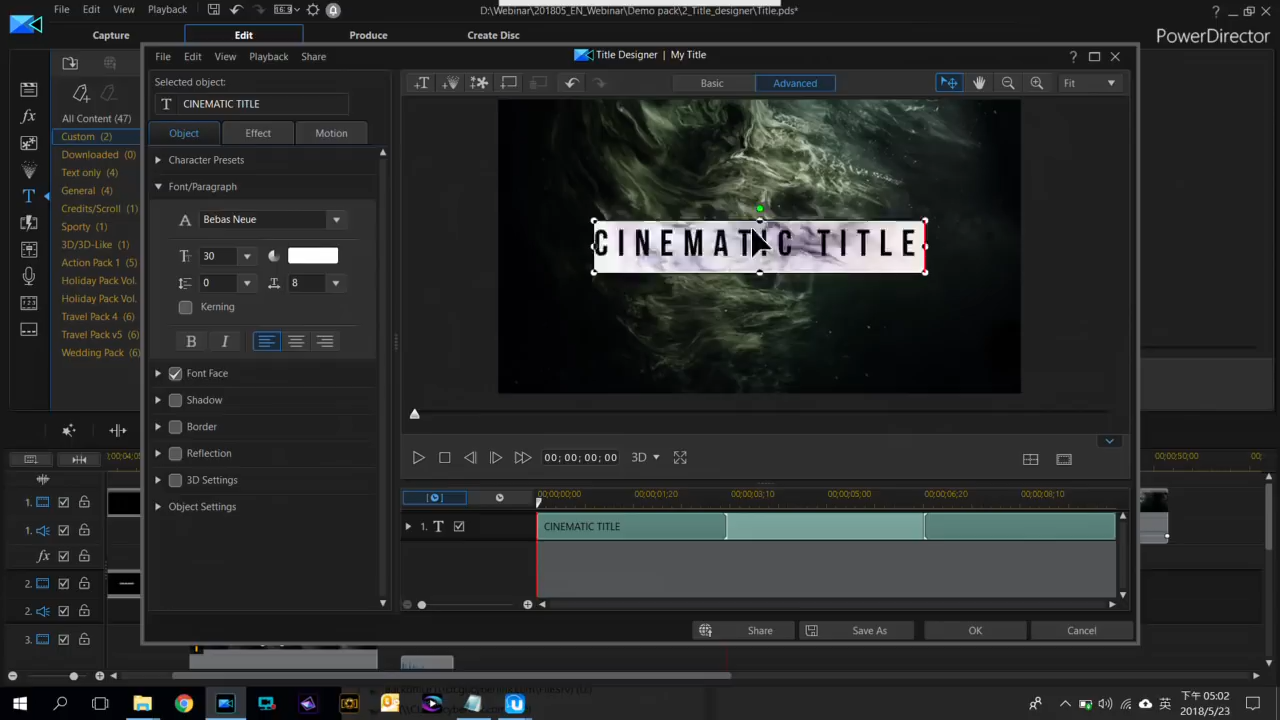 D:\Webinar\201805_EN_Webinar\Demo pack\2_Title_designer\Title.pds*
File Edit View Playback
Capture Edit Produce Create Disc
PowerDirector
Title Designer | My Title
File Edit View Playback Share
Selected object:
T CINEMATIC TITLE
Basic Advanced Fit
Object Effect Motion
All Content (47)
Custom (2)
Downloaded (0)
Text only (4)
General (4)
Credits/Scroll (1)
Sporty (1)
3D/3D-Like (1)
Action Pack 1 (5)
Holiday Pack Vol.
Holiday Pack Vol.
Travel Pack 4 (6)
Travel Pack v5 (6)
Wedding Pack (6)
Character Presets
Font/Paragraph
Bebas Neue
30
0 8
Kerning
B I
Font Face
Shadow
Border
Reflection
3D Settings
Object Settings
CINEMATIC TITLE
00; 00; 00; 00 3D
00;00;00;00 00;00;01;20 00;00;03;10 00;00;05;00 00;00;06;20 00;00;08;10
1. T CINEMATIC TITLE
Share Save As OK Cancel
00;04;0
00;00;50;00
1.
1.
fx
2.
2.
3.
英
下午 05:02
2018/5/23